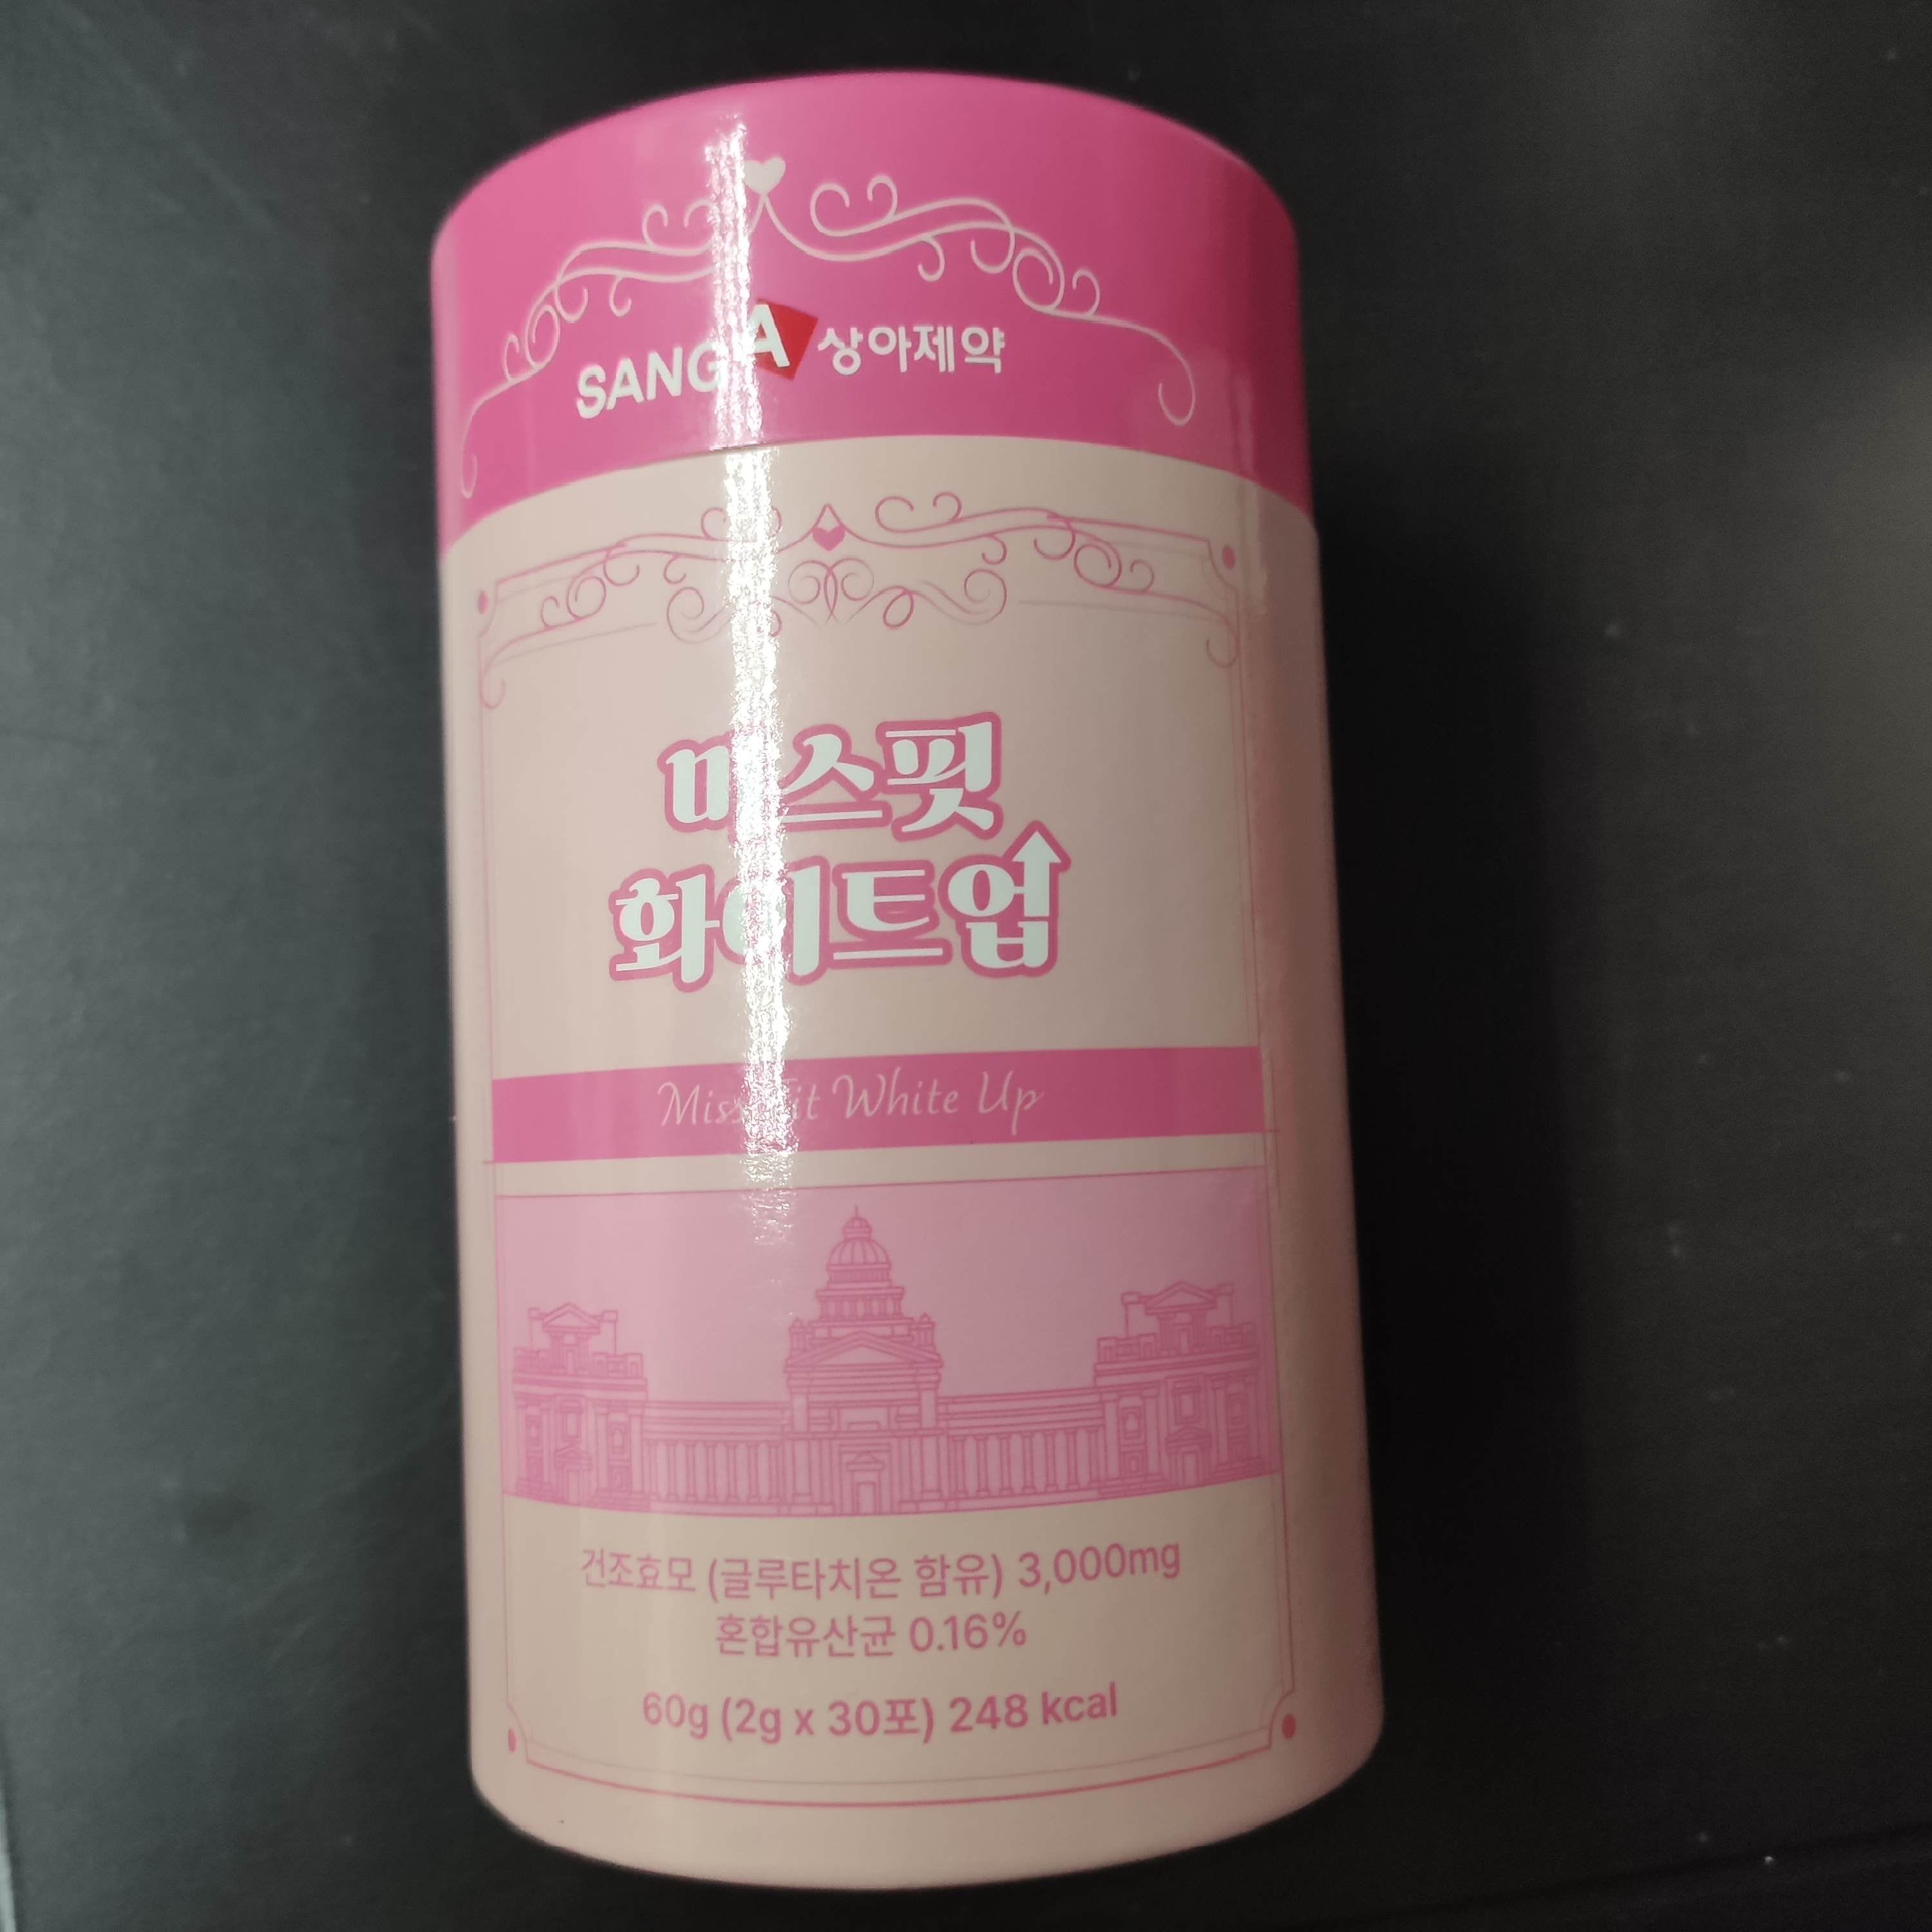 SANGA 상아제약
미스핏
화이트업
Miss Fit White Up
건조효모 (글루타치온 함유) 3,000mg
혼합유산균 0.16%
60g (2g x 30포) 248 kcal